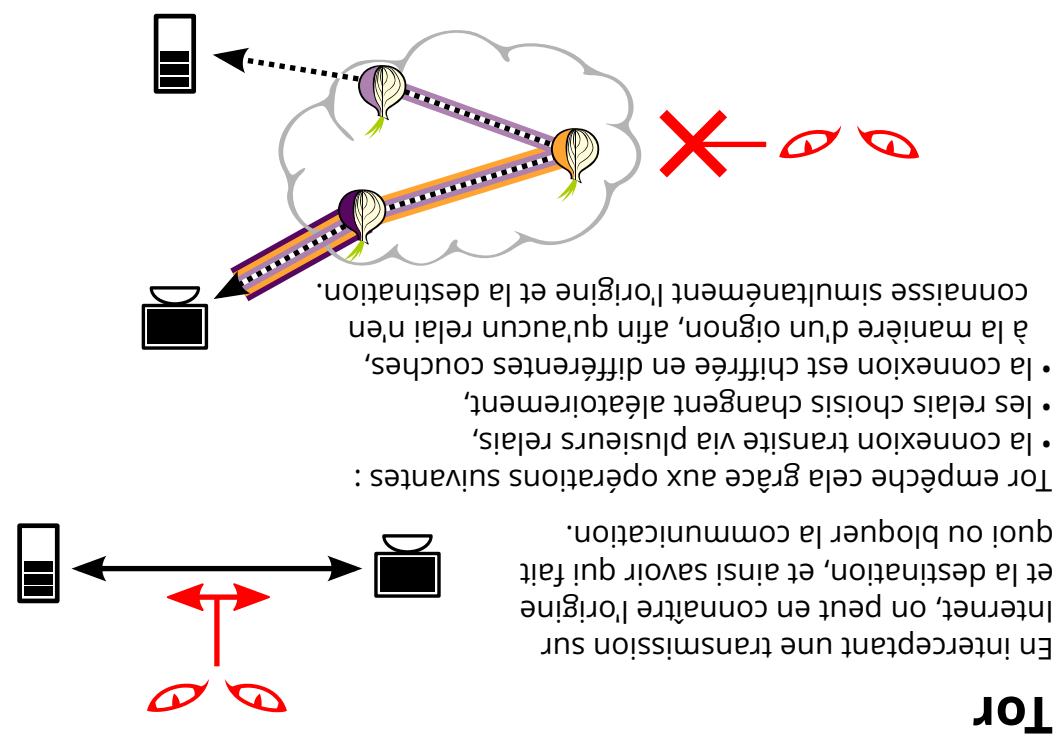 Tor
En interceptant une transmission sur
Internet, on peut en connaître l'origine
et la destination, et ainsi savoir qui fait
quoi ou bloquer la communication.
Tor empêche cela grâce aux opérations suivantes :
• la connexion transite via plusieurs relais,
• les relais choisis changent aléatoirement,
• la connexion est chiffrée en différentes couches,
à la manière d'un oignon, afin qu'aucun relai n'en
connaisse simultanément l'origine et la destination.